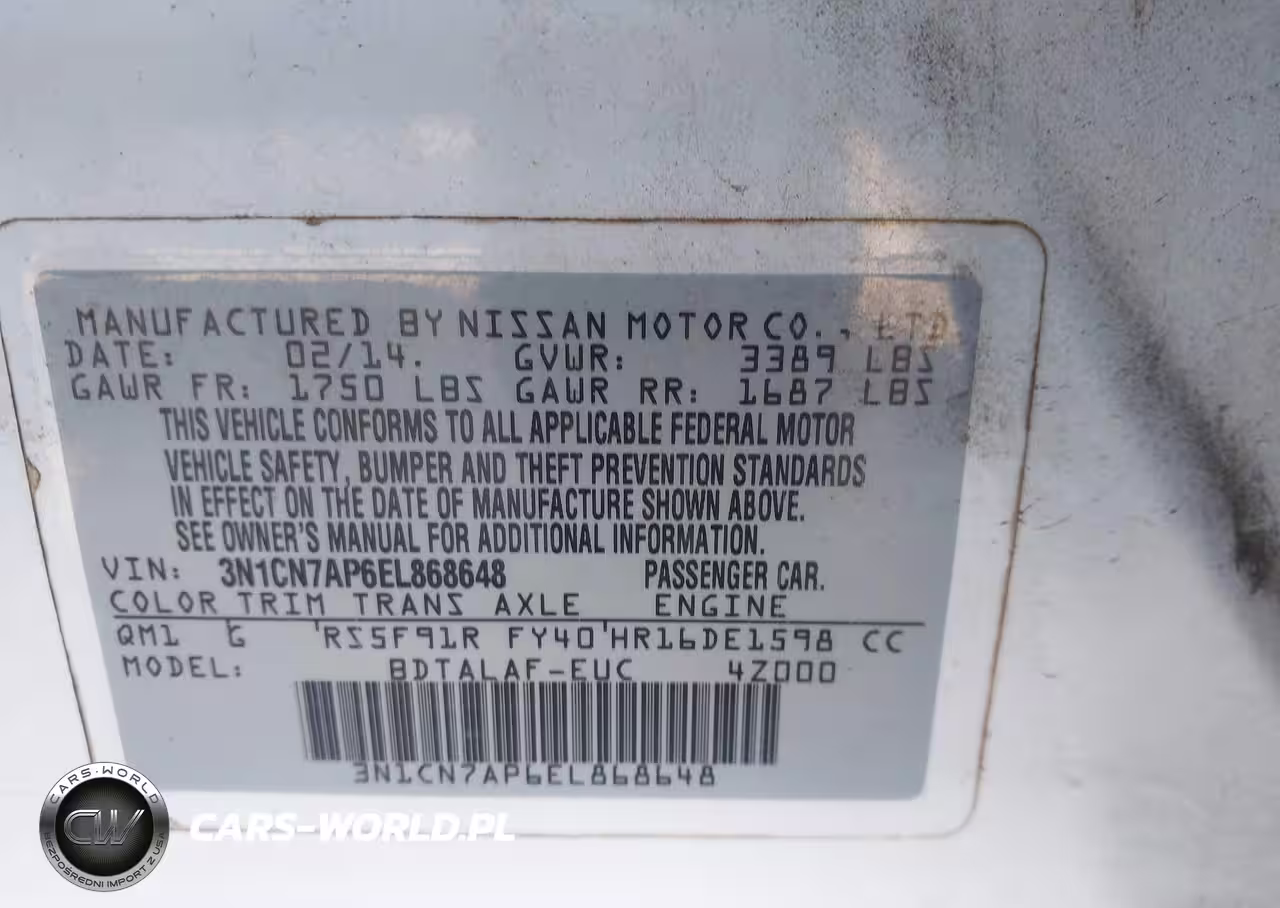 MANUFACTURED BY NISSAN MOTOR CO., LTD
DATE: 02/14. GVWR: 3389 LBS
GAWR FR: 1750 LBS GAWR RR: 1687 LBS
THIS VEHICLE CONFORMS TO ALL APPLICABLE FEDERAL MOTOR
VEHICLE SAFETY, BUMPER AND THEFT PREVENTION STANDARDS
IN EFFECT ON THE DATE OF MANUFACTURE SHOWN ABOVE.
SEE OWNER'S MANUAL FOR ADDITIONAL INFORMATION.
VIN: 3N1CN7AP6EL868648 PASSENGER CAR.
COLOR TRIM TRANS AXLE ENGINE
QM1 G RS5F91R FY40 HR16DE1598 CC
MODEL: BDTALAF-EUC 4Z000
3N1CN7AP6EL868648
CARS-WORLD
CW
BEZPOŚREDNI IMPORT Z USA
CARS-WORLD.PL